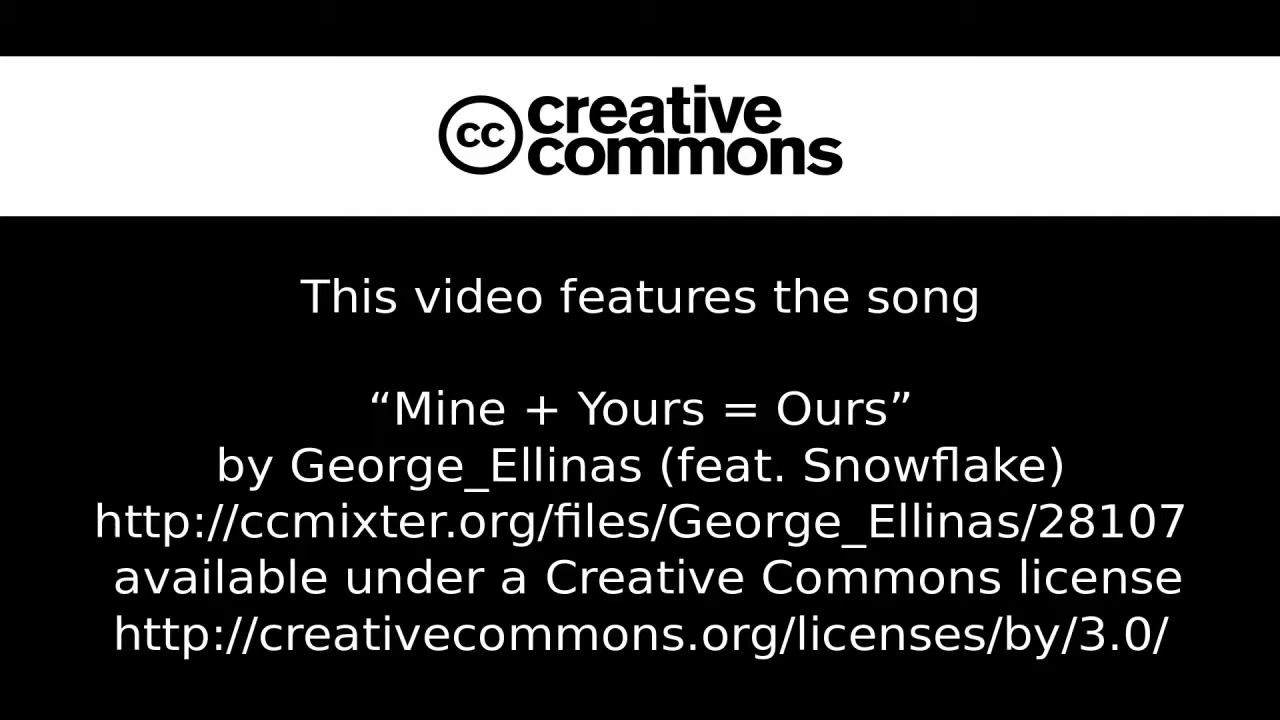 cc creative
commons
This video features the song
“Mine + Yours = Ours”
by George_Ellinas (feat. Snowflake)
http://ccmixter.org/files/George_Ellinas/28107
available under a Creative Commons license
http://creativecommons.org/licenses/by/3.0/